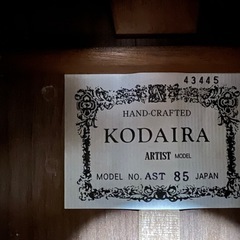 43445
HAND-CRAFTED
KODAIRA
ARTIST MODEL
MODEL NO. AST 85 JAPAN